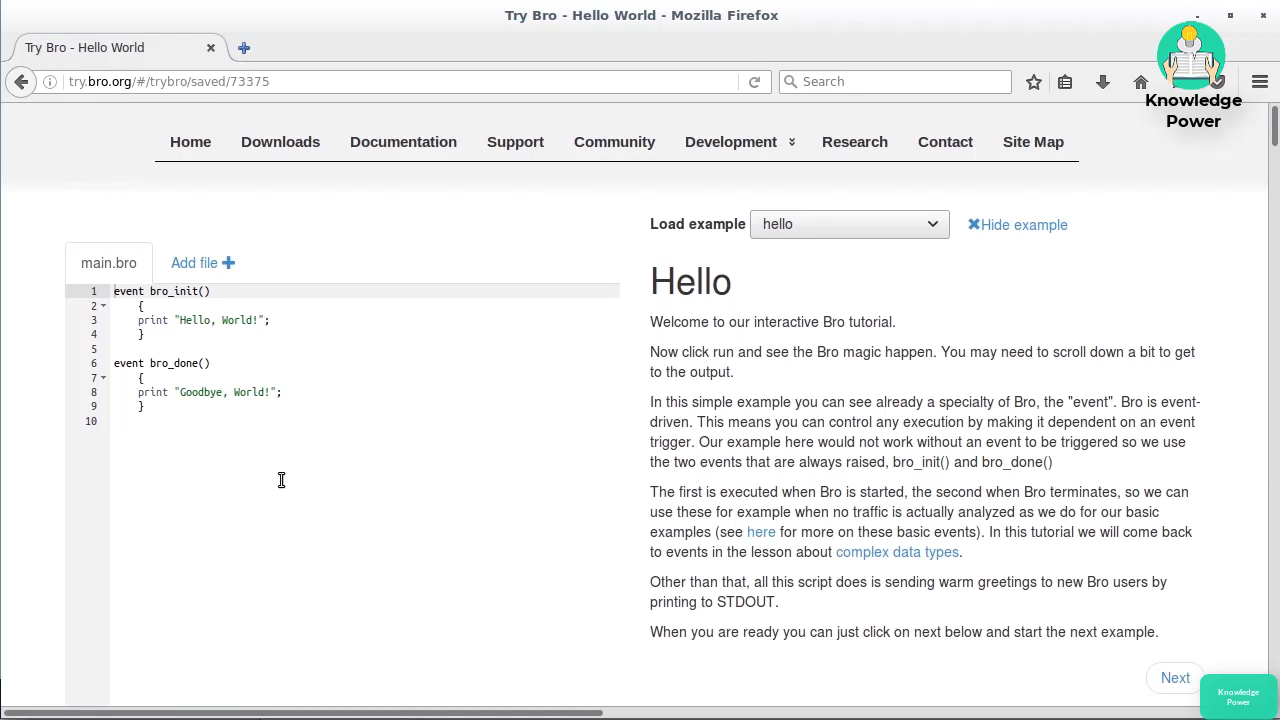 Try Bro - Hello World - Mozilla Firefox
Try Bro - Hello World
try.bro.org/#/trybro/saved/73375
Search
Knowledge
Power
Home Downloads Documentation Support Community Development Research Contact Site Map
Load example hello Hide example
main.bro Add file
1 event bro_init()
2 {
3 print "Hello, World!";
4 }
5
6 event bro_done()
7 {
8 print "Goodbye, World!";
9 }
10
Hello
Welcome to our interactive Bro tutorial.
Now click run and see the Bro magic happen. You may need to scroll down a bit to get
to the output.
In this simple example you can see already a specialty of Bro, the "event". Bro is event-
driven. This means you can control any execution by making it dependent on an event
trigger. Our example here would not work without an event to be triggered so we use
the two events that are always raised, bro_init() and bro_done()
The first is executed when Bro is started, the second when Bro terminates, so we can
use these for example when no traffic is actually analyzed as we do for our basic
examples (see here for more on these basic events). In this tutorial we will come back
to events in the lesson about complex data types.
Other than that, all this script does is sending warm greetings to new Bro users by
printing to STDOUT.
When you are ready you can just click on next below and start the next example.
Next
Knowledge
Power